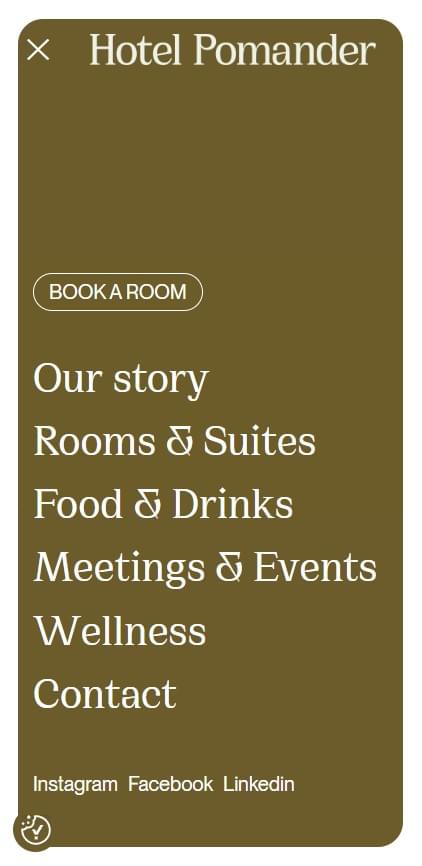 Hotel Pomander
BOOK A ROOM
Our story
Rooms & Suites
Food & Drinks
Meetings & Events
Wellness
Contact
Instagram Facebook Linkedin